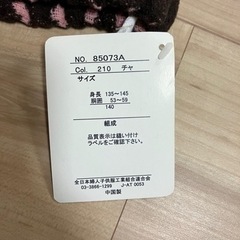 NO. 85073A
Col. 210 チャ
サイズ
身長 135~145
胴囲 53~59
140
組成
品質表示は縫い付け
ラベルをご確認下さい。
全日本婦人子供服工業組合連合会
03-3666-1299 J-AT 0053
中国製